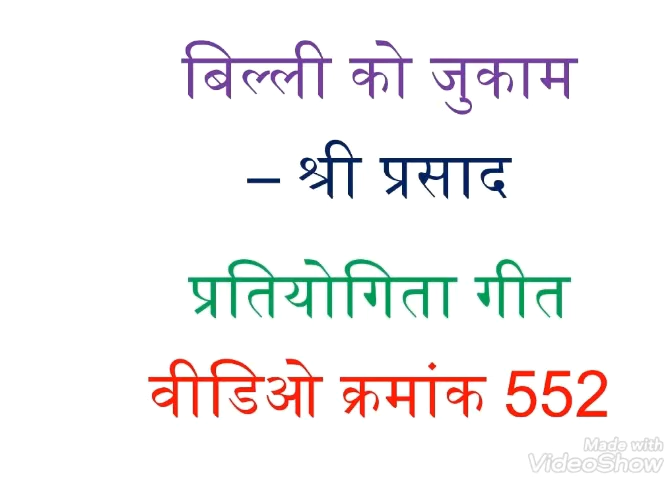 बिल्ली को जुकाम
– श्री प्रसाद
प्रतियोगिता गीत
वीडिओ क्रमांक 552
Made with
VideoShow